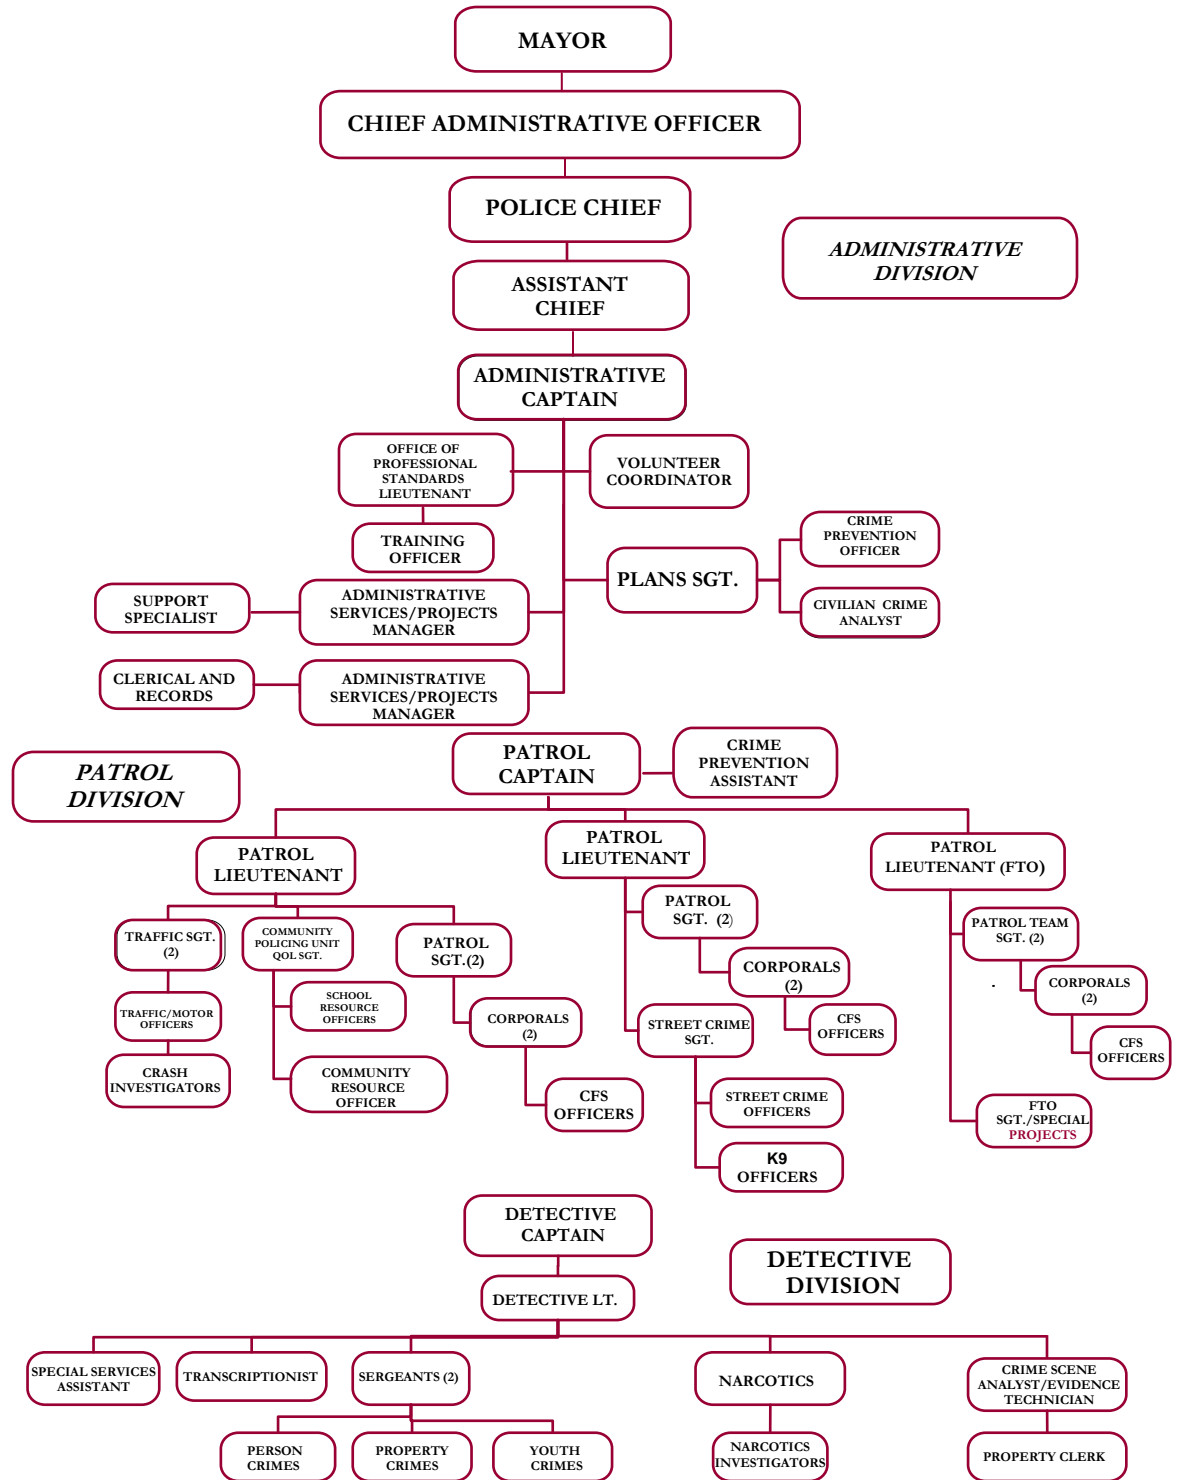 MAYOR
CHIEF ADMINISTRATIVE OFFICER
POLICE CHIEF
ADMINISTRATIVE
DIVISION
ASSISTANT
CHIEF
ADMINISTRATIVE
CAPTAIN
OFFICE OF
PROFESSIONAL
STANDARDS
LIEUTENANT
VOLUNTEER
COORDINATOR
TRAINING
OFFICER
CRIME
PREVENTION
OFFICER
PLANS SGT.
CIVILIAN CRIME
ANALYST
SUPPORT
SPECIALIST
ADMINISTRATIVE
SERVICES/PROJECTS
MANAGER
CLERICAL AND
RECORDS
ADMINISTRATIVE
SERVICES/PROJECTS
MANAGER
PATROL
DIVISION
PATROL
CAPTAIN
CRIME
PREVENTION
ASSISTANT
PATROL
LIEUTENANT
PATROL
LIEUTENANT
PATROL
LIEUTENANT (FTO)
TRAFFIC SGT.
(2)
COMMUNITY
POLICING UNIT
QOL SGT.
PATROL
SGT.(2)
PATROL
SGT. (2)
PATROL TEAM
SGT. (2)
TRAFFIC/MOTOR
OFFICERS
SCHOOL
RESOURCE
OFFICERS
CORPORALS
(2)
CORPORALS
(2)
.
CORPORALS
(2)
CRASH
INVESTIGATORS
COMMUNITY
RESOURCE
OFFICER
CFS
OFFICERS
STREET CRIME
SGT.
CFS
OFFICERS
CFS
OFFICERS
STREET CRIME
OFFICERS
FTO
SGT./SPECIAL
PROJECTS
K9
OFFICERS
DETECTIVE
CAPTAIN
DETECTIVE
DIVISION
DETECTIVE LT.
SPECIAL SERVICES
ASSISTANT
TRANSCRIPTIONIST
SERGEANTS (2)
NARCOTICS
CRIME SCENE
ANALYST/EVIDENCE
TECHNICIAN
PERSON
CRIMES
PROPERTY
CRIMES
YOUTH
CRIMES
NARCOTICS
INVESTIGATORS
PROPERTY CLERK